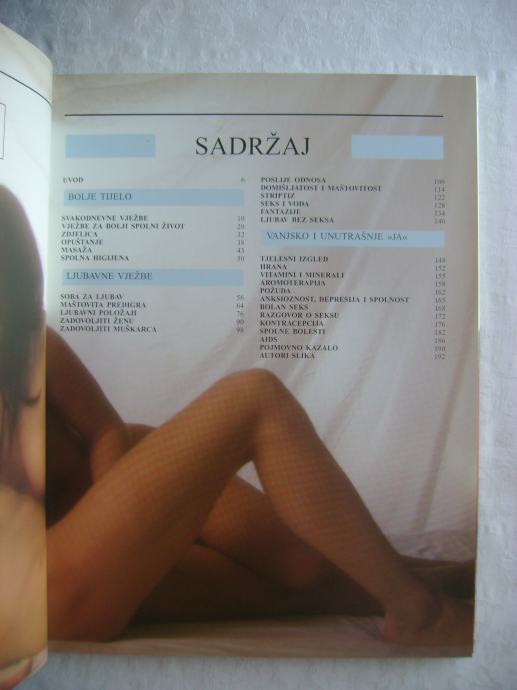 SADRŽAJ
UVOD 6
BOLJE TIJELO
SVAKODNEVNE VJEŽBE 10
VJEŽBE ZA BOLJI SPOLNI ŽIVOT 20
ZDJELICA 32
OPUŠTANJE 38
MASAŽA 43
SPOLNA HIGIJENA 50
LJUBAVNE VJEŽBE
SOBA ZA LJUBAV 56
MAŠTOVITA PREDIGRA 64
LJUBAVNI POLOŽAJI 76
ZADOVOLJITI ŽENU 90
ZADOVOLJITI MUŠKARCA 98
POSLIJE ODNOSA 106
DOMIŠLJATOST I MAŠTOVITOST 114
STRIPTIZ 122
SEKS I VODA 128
FANTAZIJE 134
LJUBAV BEZ SEKSA 140
VANJSKO I UNUTRAŠNJE »JA«
TJELESNI IZGLED 148
HRANA 152
VITAMINI I MINERALI 155
AROMOTERAPIJA 158
POŽUDA 162
ANKSIOZNOST, DEPRESIJA I SPOLNOST 165
BOLAN SEKS 168
RAZGOVOR O SEKSU 172
KONTRACEPCIJA 176
SPOLNE BOLESTI 182
AIDS 186
POJMOVNO KAZALO 190
AUTORI SLIKA 192